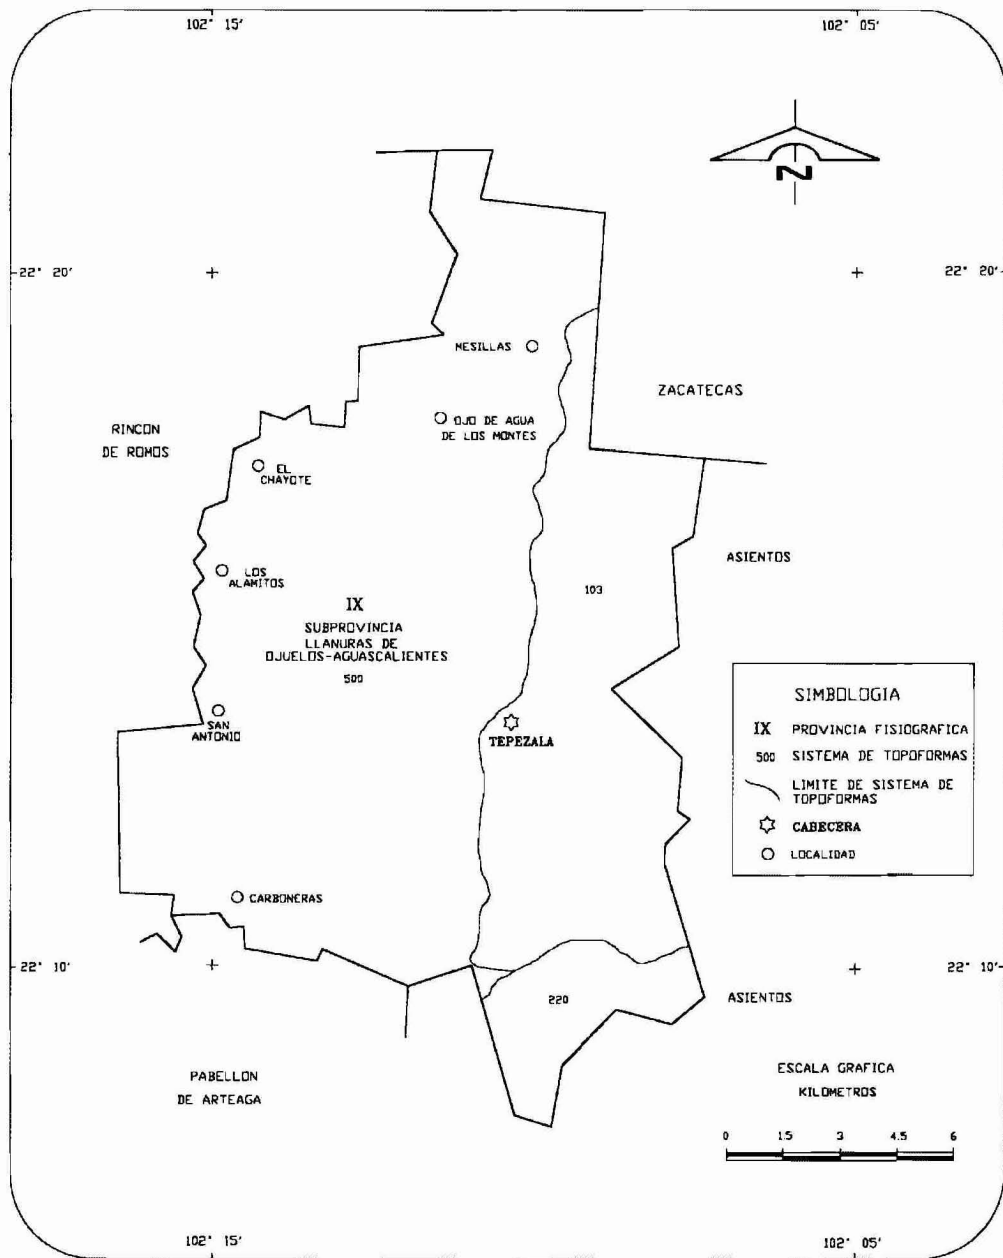 102° 15'
102° 05'
N
22° 20'
22° 20'
MESILLAS
ZACATECAS
OJO DE AGUA
DE LOS MONTES
RINCON
DE ROMOS
EL
CHAYOTE
ASIENTOS
LOS
ALAMITOS
103
IX
SUBPROVINCIA
LLANURAS DE
OJUELOS-AGUASCALIENTES
500
SAN
ANTONIO
TEPEZALA
SIMBOLOGIA
IX PROVINCIA FISIOGRAFICA
500 SISTEMA DE TOPOFORMAS
LIMITE DE SISTEMA DE
TOPOFORMAS
CABECERA
LOCALIDAD
CARBONERAS
22° 10'
22° 10'
220
ASIENTOS
PABELLON
DE ARTEAGA
ESCALA GRAFICA
KILOMETROS
0 1.5 3 4.5 6
102° 15'
102° 05'